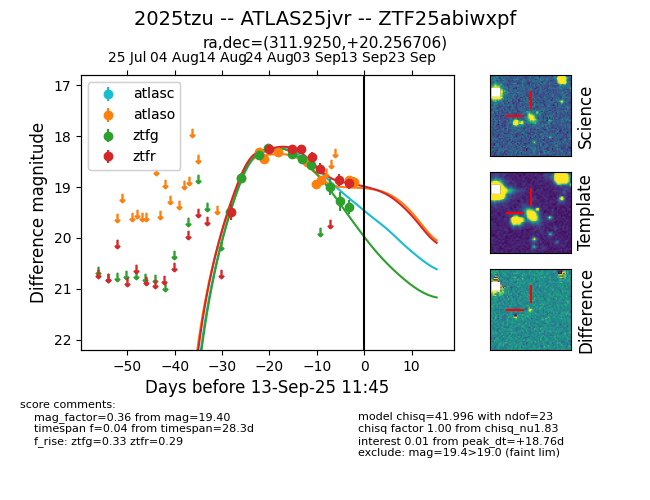 2025tzu -- ATLAS25jvr -- ZTF25abiwxpf
ra,dec=(311.9250,+20.256706)
25 Jul 04 Aug 14 Aug 24 Aug 03 Sep 13 Sep 23 Sep
17
18
19
20
21
22
Difference magnitude
atlasc
atlaso
ztfg
ztfr
−50 −40 −30 −20 −10 0 10
Days before 13-Sep-25 11:45
Science
Template
Difference
score comments:
mag_factor=0.36 from mag=19.40
timespan f=0.04 from timespan=28.3d
f_rise: ztfg=0.33 ztfr=0.29
model chisq=41.996 with ndof=23
chisq factor 1.00 from chisq_nu1.83
interest 0.01 from peak_dt=+18.76d
exclude: mag=19.4>19.0 (faint lim)